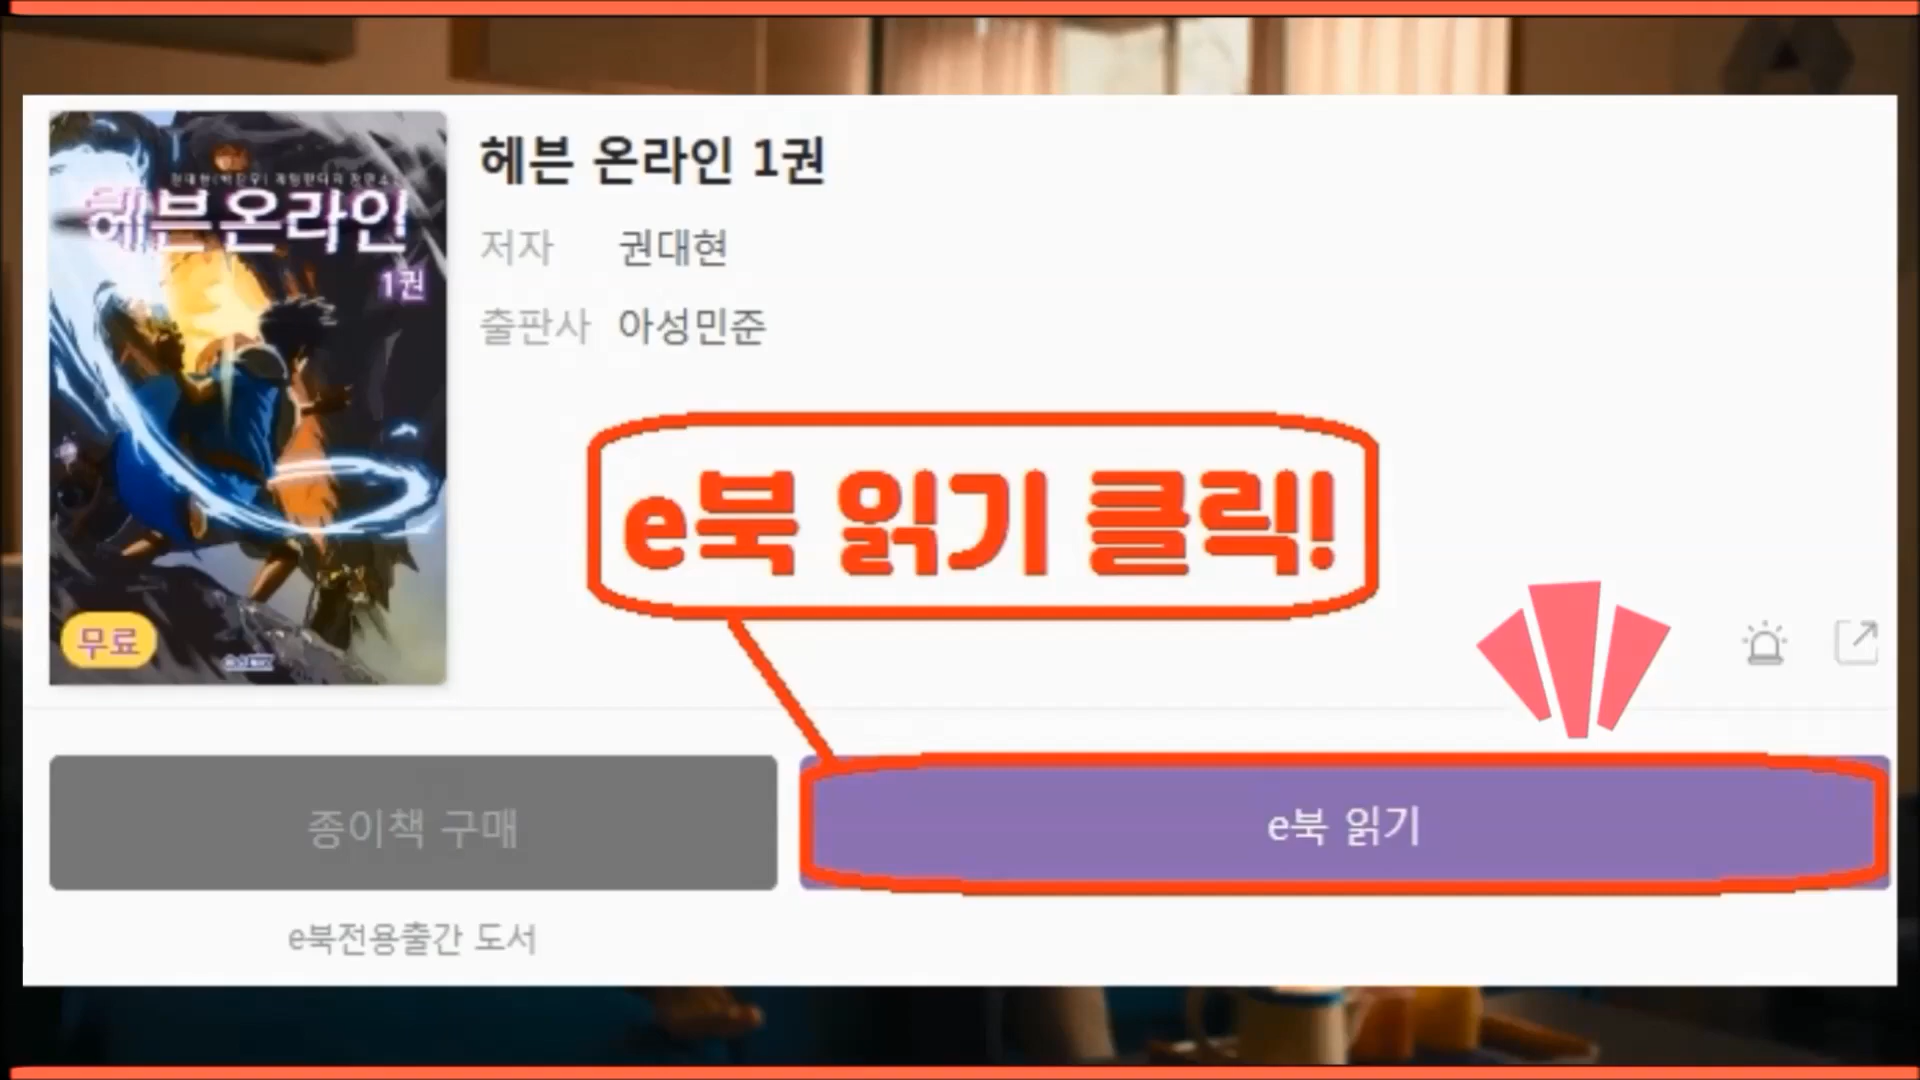 헤븐 온라인
1권
무료
헤븐 온라인 1권
저자 권대현
출판사 아성민준
e북 읽기 클릭!
종이책 구매
e북 읽기
e북전용출간 도서